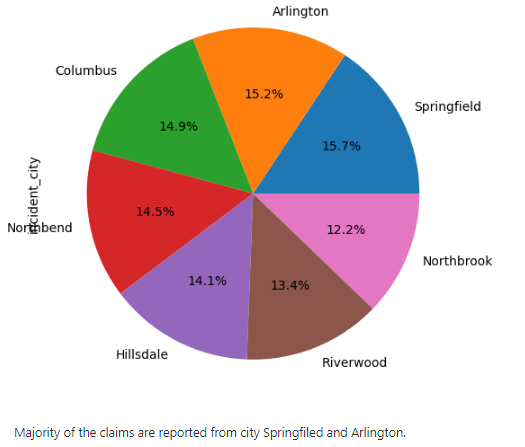 Arlington
Columbus
Springfield
15.2%
14.9%
15.7%
incident_city
14.5%
12.2%
Northbend
Northbrook
14.1%
13.4%
Hillsdale
Riverwood
Majority of the claims are reported from city Springfiled and Arlington.